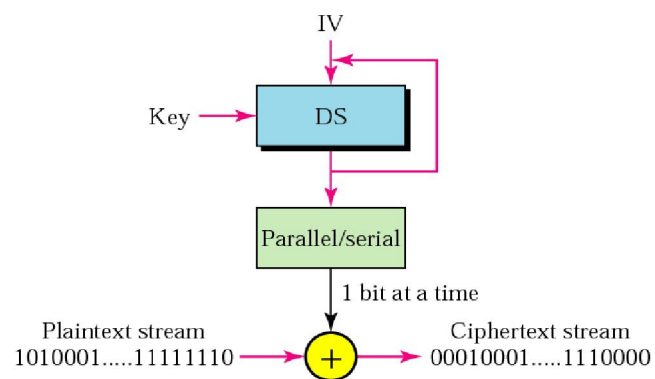 IV
Key
DS
Parallel/serial
1 bit at a time
Plaintext stream
1010001.....11111110
+
Ciphertext stream
00010001.....1110000